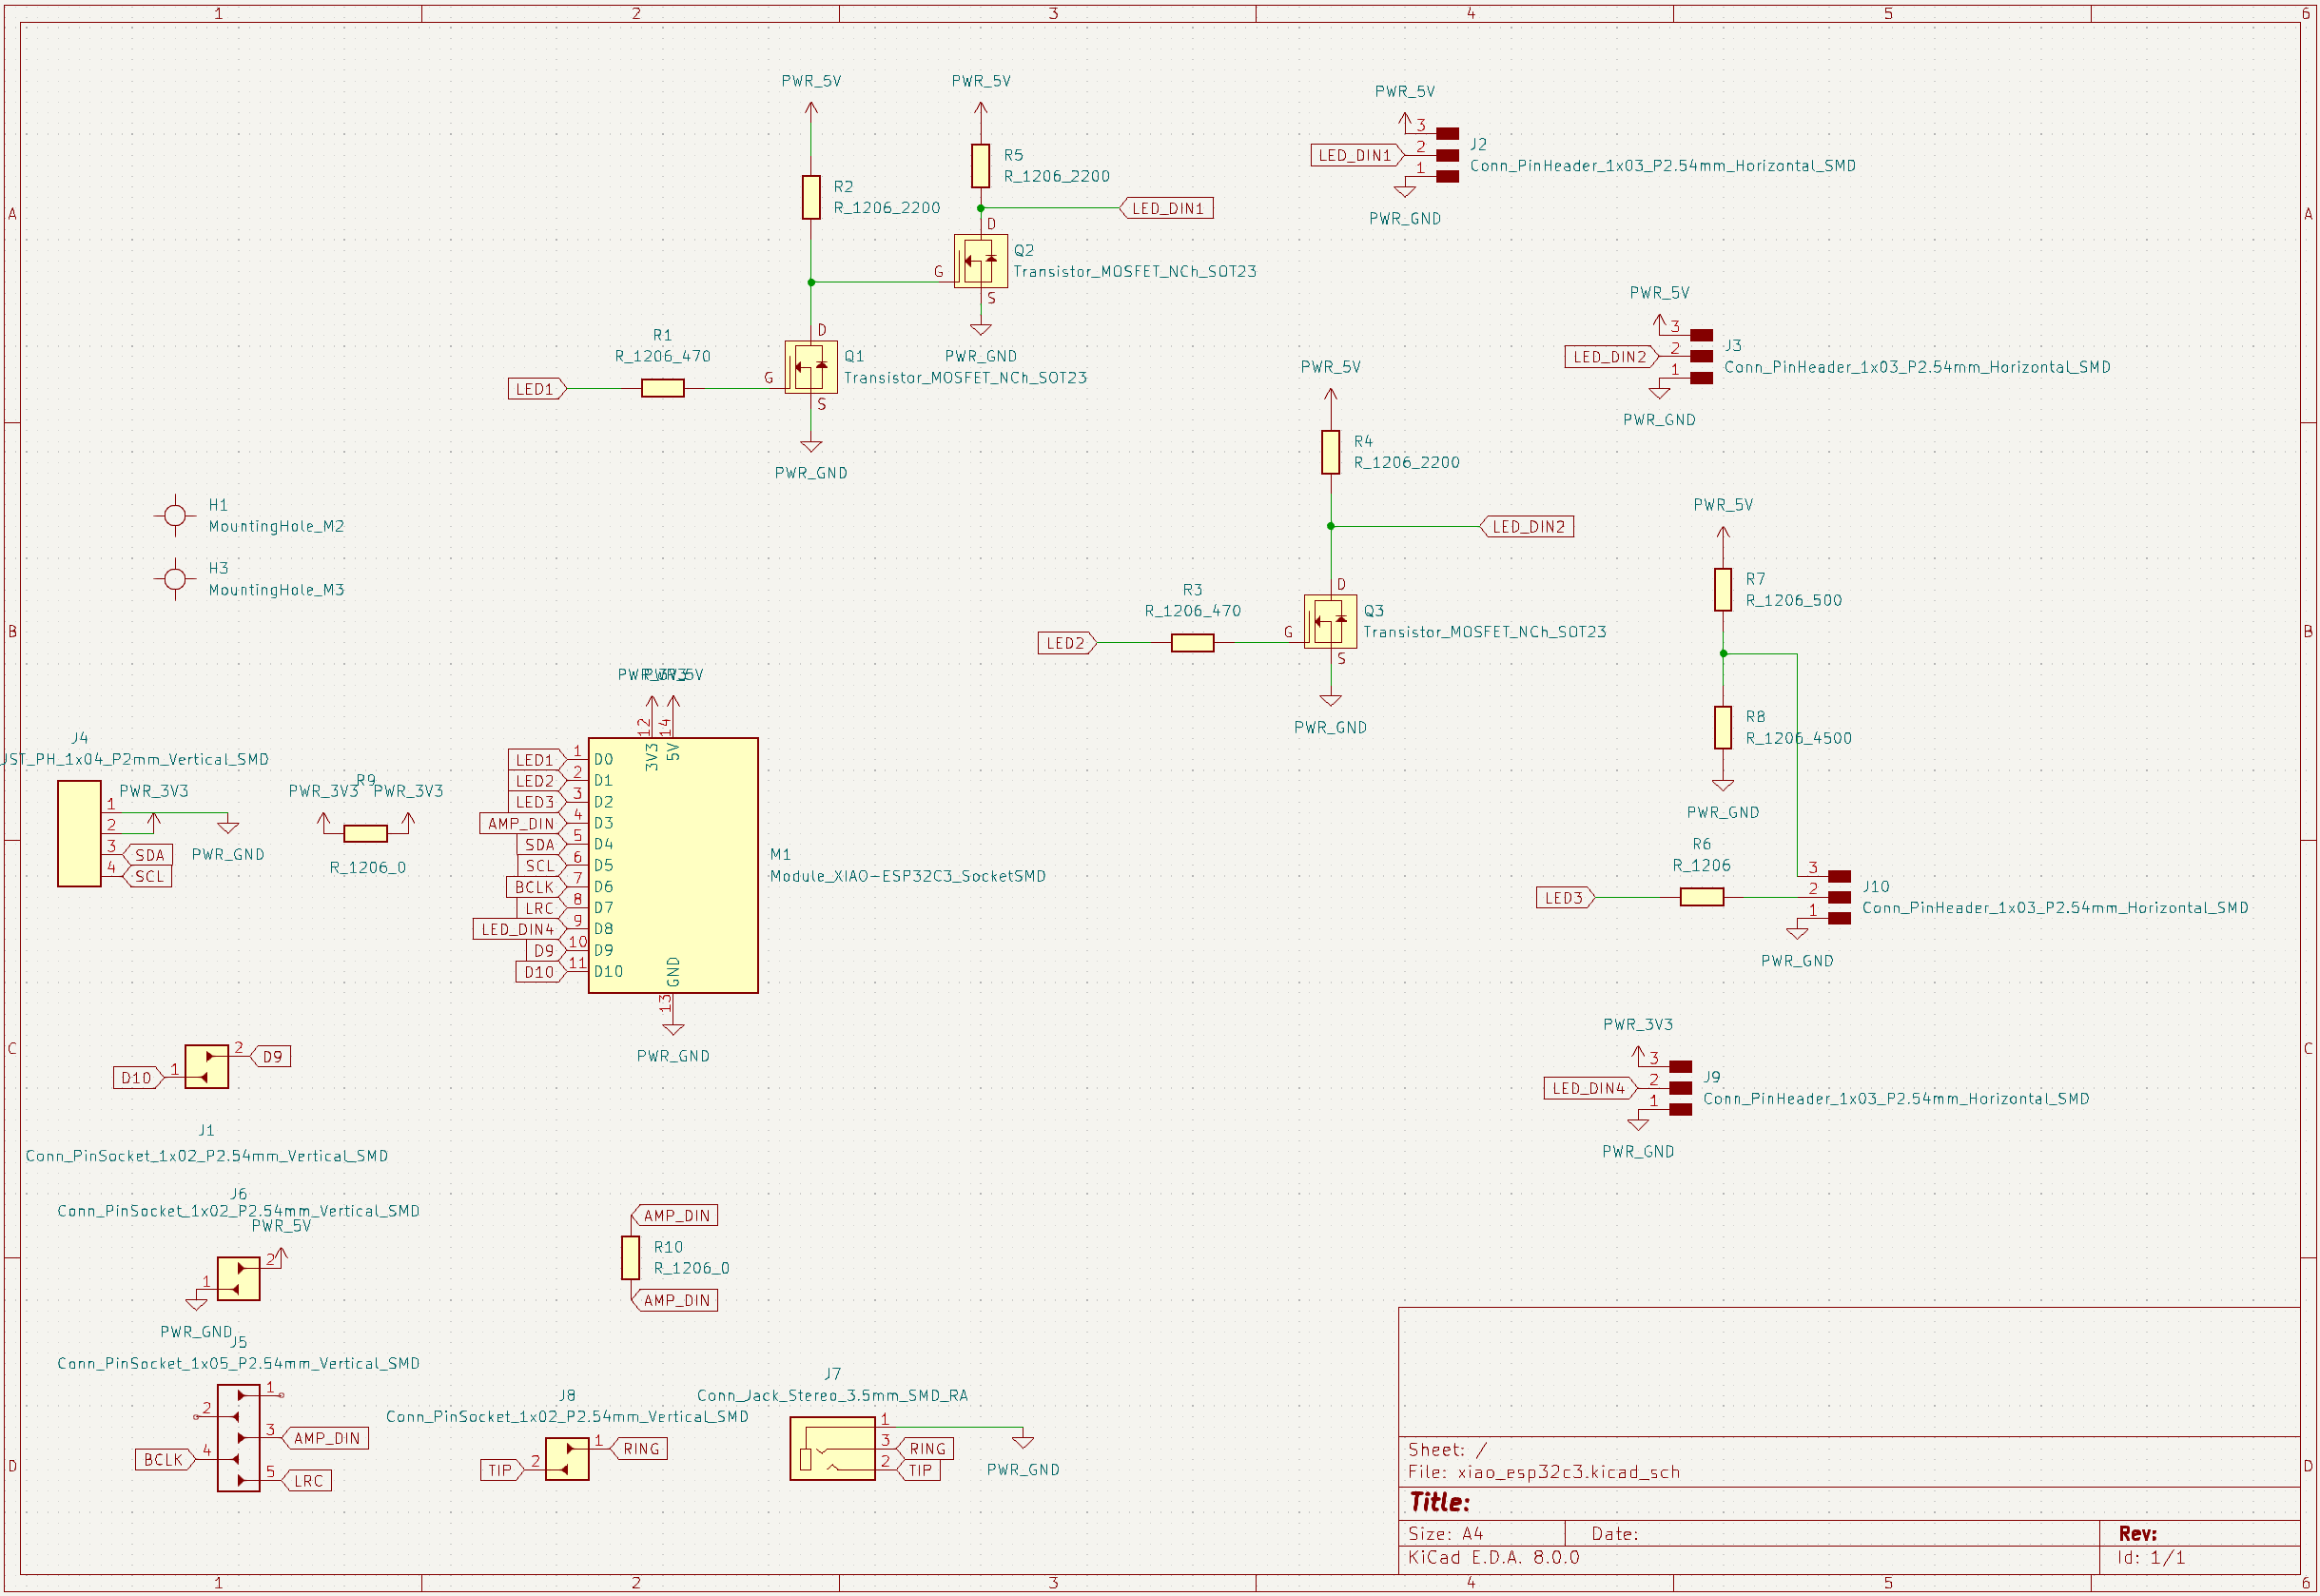 1 2 3 4 5 6
A
B
C
D
PWR_5V
R2
R_1206_2200
PWR_5V
R5
R_1206_2200
LED_DIN1
D
Q2
Transistor_MOSFET_NCh_SOT23
G
S
PWR_GND
R1
R_1206_470
LED1
D
Q1
Transistor_MOSFET_NCh_SOT23
G
S
PWR_GND
PWR_5V
3
LED_DIN1
2
1
J2
Conn_PinHeader_1x03_P2.54mm_Horizontal_SMD
PWR_GND
PWR_5V
3
LED_DIN2
2
1
J3
Conn_PinHeader_1x03_P2.54mm_Horizontal_SMD
PWR_GND
PWR_5V
R4
R_1206_2200
LED_DIN2
R3
R_1206_470
LED2
D
Q3
Transistor_MOSFET_NCh_SOT23
G
S
PWR_GND
PWR_5V
R7
R_1206_500
R8
R_1206_4500
PWR_GND
R6
R_1206
LED3
3
2
1
J10
Conn_PinHeader_1x03_P2.54mm_Horizontal_SMD
PWR_GND
H1
MountingHole_M2
H3
MountingHole_M3
J4
JST_PH_1x04_P2mm_Vertical_SMD
PWR_3V3
1
2
3 SDA
4 SCL
PWR_GND
R9
PWR_3V3 PWR_3V3
R_1206_0
PWR_3V3 PWR_5V
12 14
3V3 5V
LED1 1 D0
LED2 2 D1
LED3 3 D2
AMP_DIN 4 D3
SDA 5 D4
SCL 6 D5
BCLK 7 D6
LRC 8 D7
LED_DIN4 9 D8
D9 10 D9
D10 11 D10
GND
13
PWR_GND
M1
Module_XIAO-ESP32C3_SocketSMD
PWR_3V3
3
LED_DIN4
2
1
J9
Conn_PinHeader_1x03_P2.54mm_Horizontal_SMD
PWR_GND
2 D9
D10 1
J1
Conn_PinSocket_1x02_P2.54mm_Vertical_SMD
J6
Conn_PinSocket_1x02_P2.54mm_Vertical_SMD
PWR_5V
2
1
PWR_GND
AMP_DIN
R10
R_1206_0
AMP_DIN
J5
Conn_PinSocket_1x05_P2.54mm_Vertical_SMD
1
2
3 AMP_DIN
BCLK 4
5 LRC
J8
Conn_PinSocket_1x02_P2.54mm_Vertical_SMD
1 RING
TIP 2
J7
Conn_Jack_Stereo_3.5mm_SMD_RA
1
3 RING
2 TIP
PWR_GND
Sheet: /
File: xiao_esp32c3.kicad_sch
Title:
Size: A4 Date: Rev:
KiCad E.D.A. 8.0.0 Id: 1/1
A
B
C
D
1 2 3 4 5 6